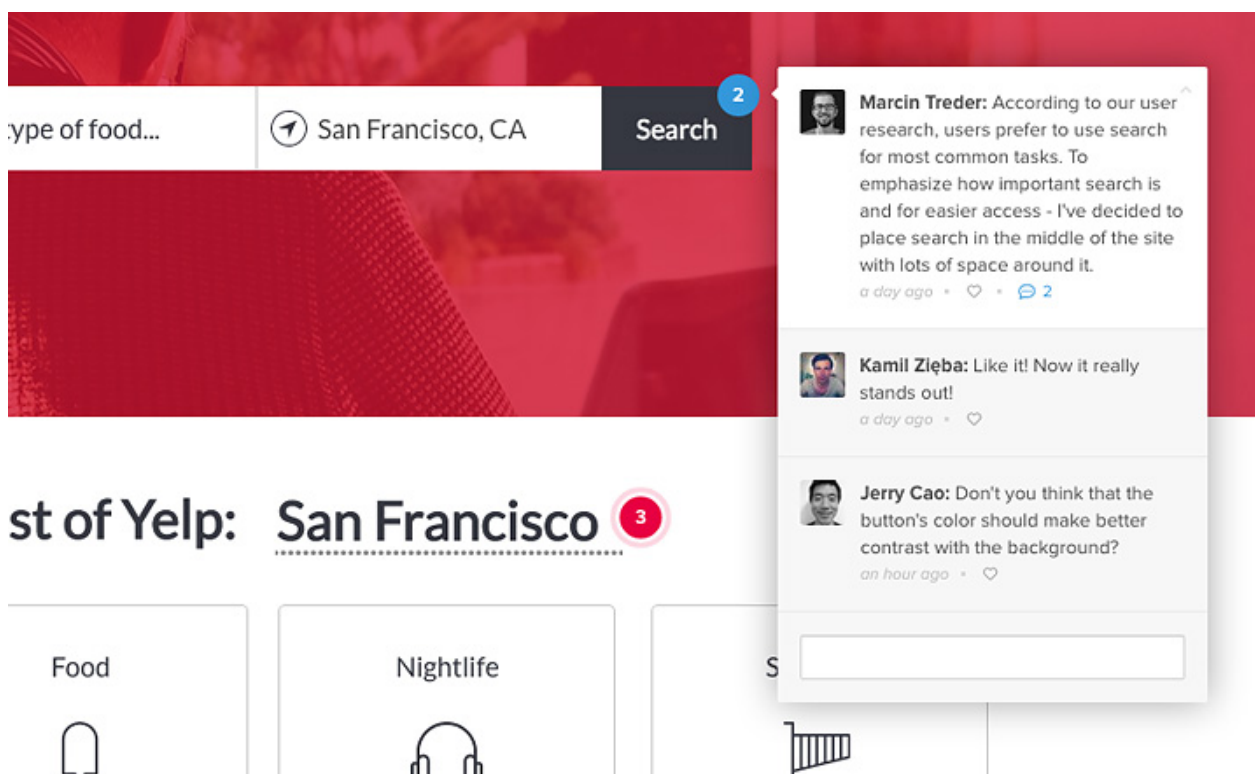 type of food...
San Francisco, CA
Search
2
Marcin Treder: According to our user
research, users prefer to use search
for most common tasks. To
emphasize how important search is
and for easier access - I've decided to
place search in the middle of the site
with lots of space around it.
a day ago • • 2
Kamil Zięba: Like it! Now it really
stands out!
a day ago •
Jerry Cao: Don't you think that the
button's color should make better
contrast with the background?
an hour ago •
st of Yelp: San Francisco
3
Food
Nightlife
S